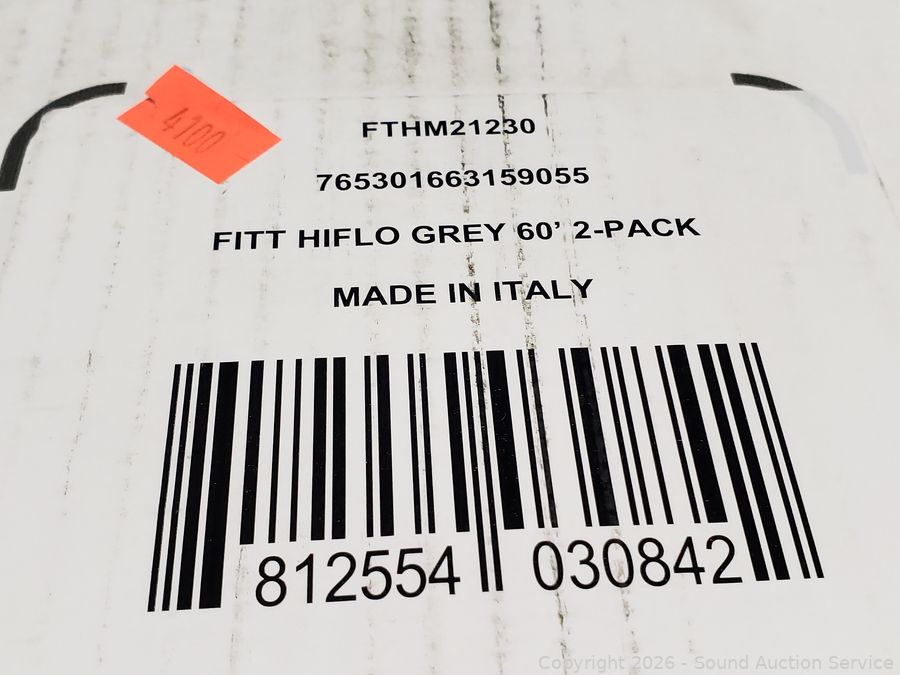 4100
FTHM21230
765301663159055
FITT HIFLO GREY 60’ 2-PACK
MADE IN ITALY
812554 030842
Copyright 2026 - Sound Auction Service